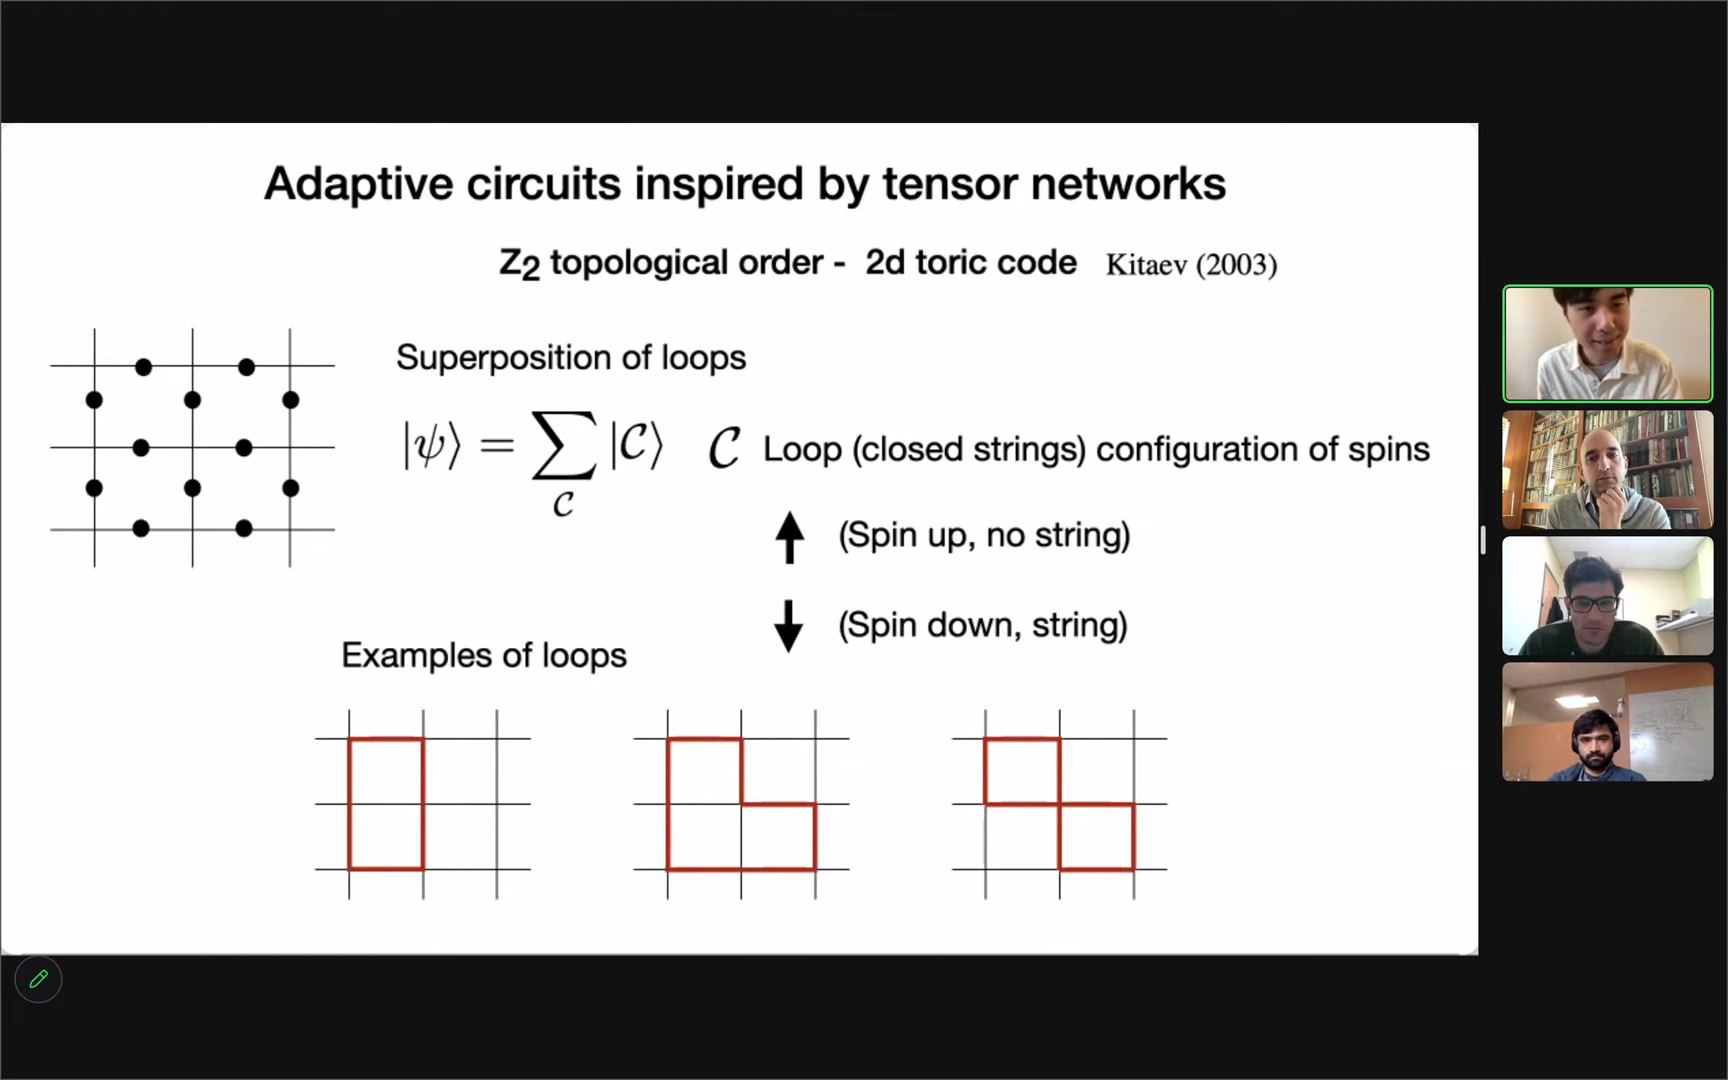 Adaptive circuits inspired by tensor networks
Z2 topological order - 2d toric code Kitaev (2003)
Superposition of loops
|ψ⟩ = ∑_C |C⟩ C Loop (closed strings) configuration of spins
(Spin up, no string)
(Spin down, string)
Examples of loops